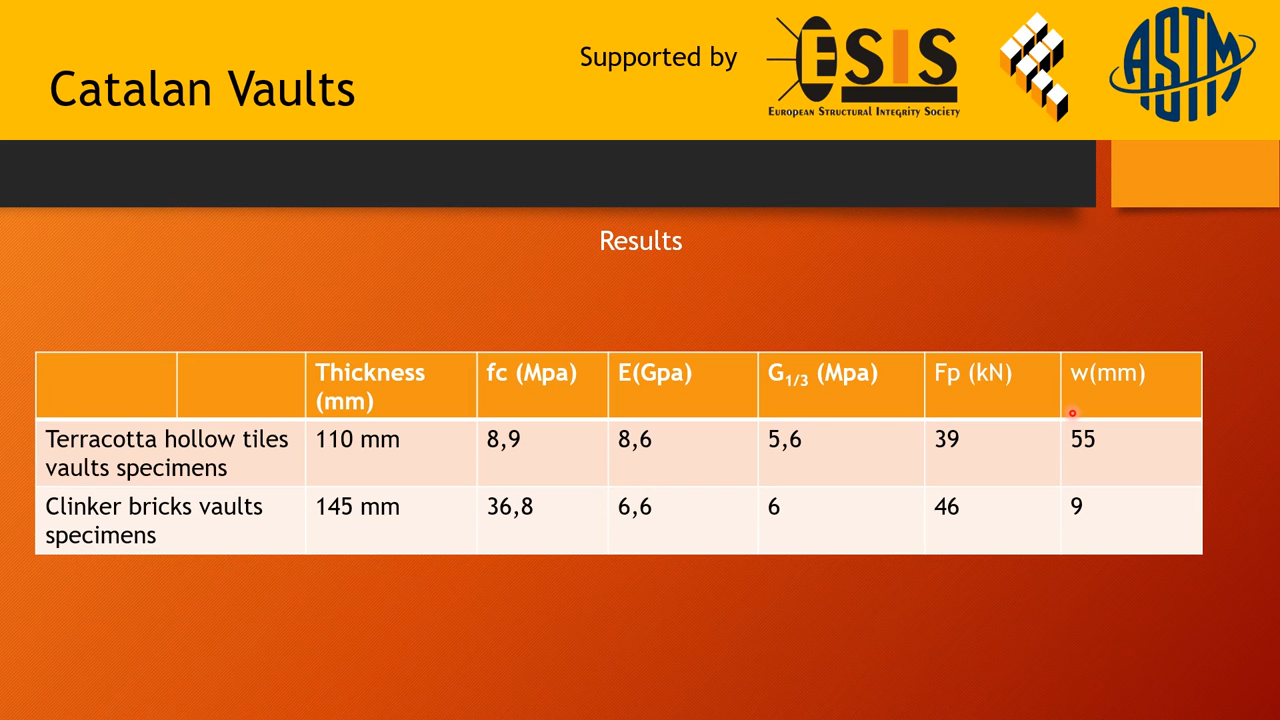 Catalan Vaults
Supported by
ESIS
European Structural Integrity Society
ASTM
Results
Thickness (mm) fc (Mpa) E(Gpa) G1/3 (Mpa) Fp (kN) w(mm)
Terracotta hollow tiles vaults specimens 110 mm 8,9 8,6 5,6 39 55
Clinker bricks vaults specimens 145 mm 36,8 6,6 6 46 9